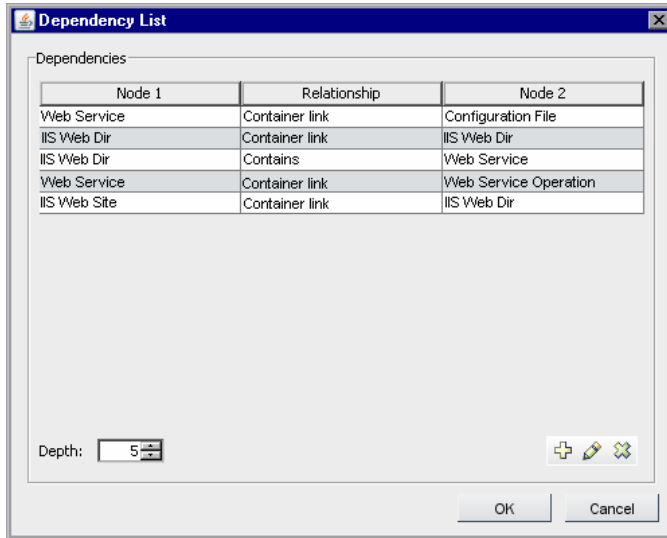 Dependency List
Dependencies
Node 1 Relationship Node 2
Web Service Container link Configuration File
IIS Web Dir Container link IIS Web Dir
IIS Web Dir Contains Web Service
Web Service Container link Web Service Operation
IIS Web Site Container link IIS Web Dir
Depth: 5
OK Cancel